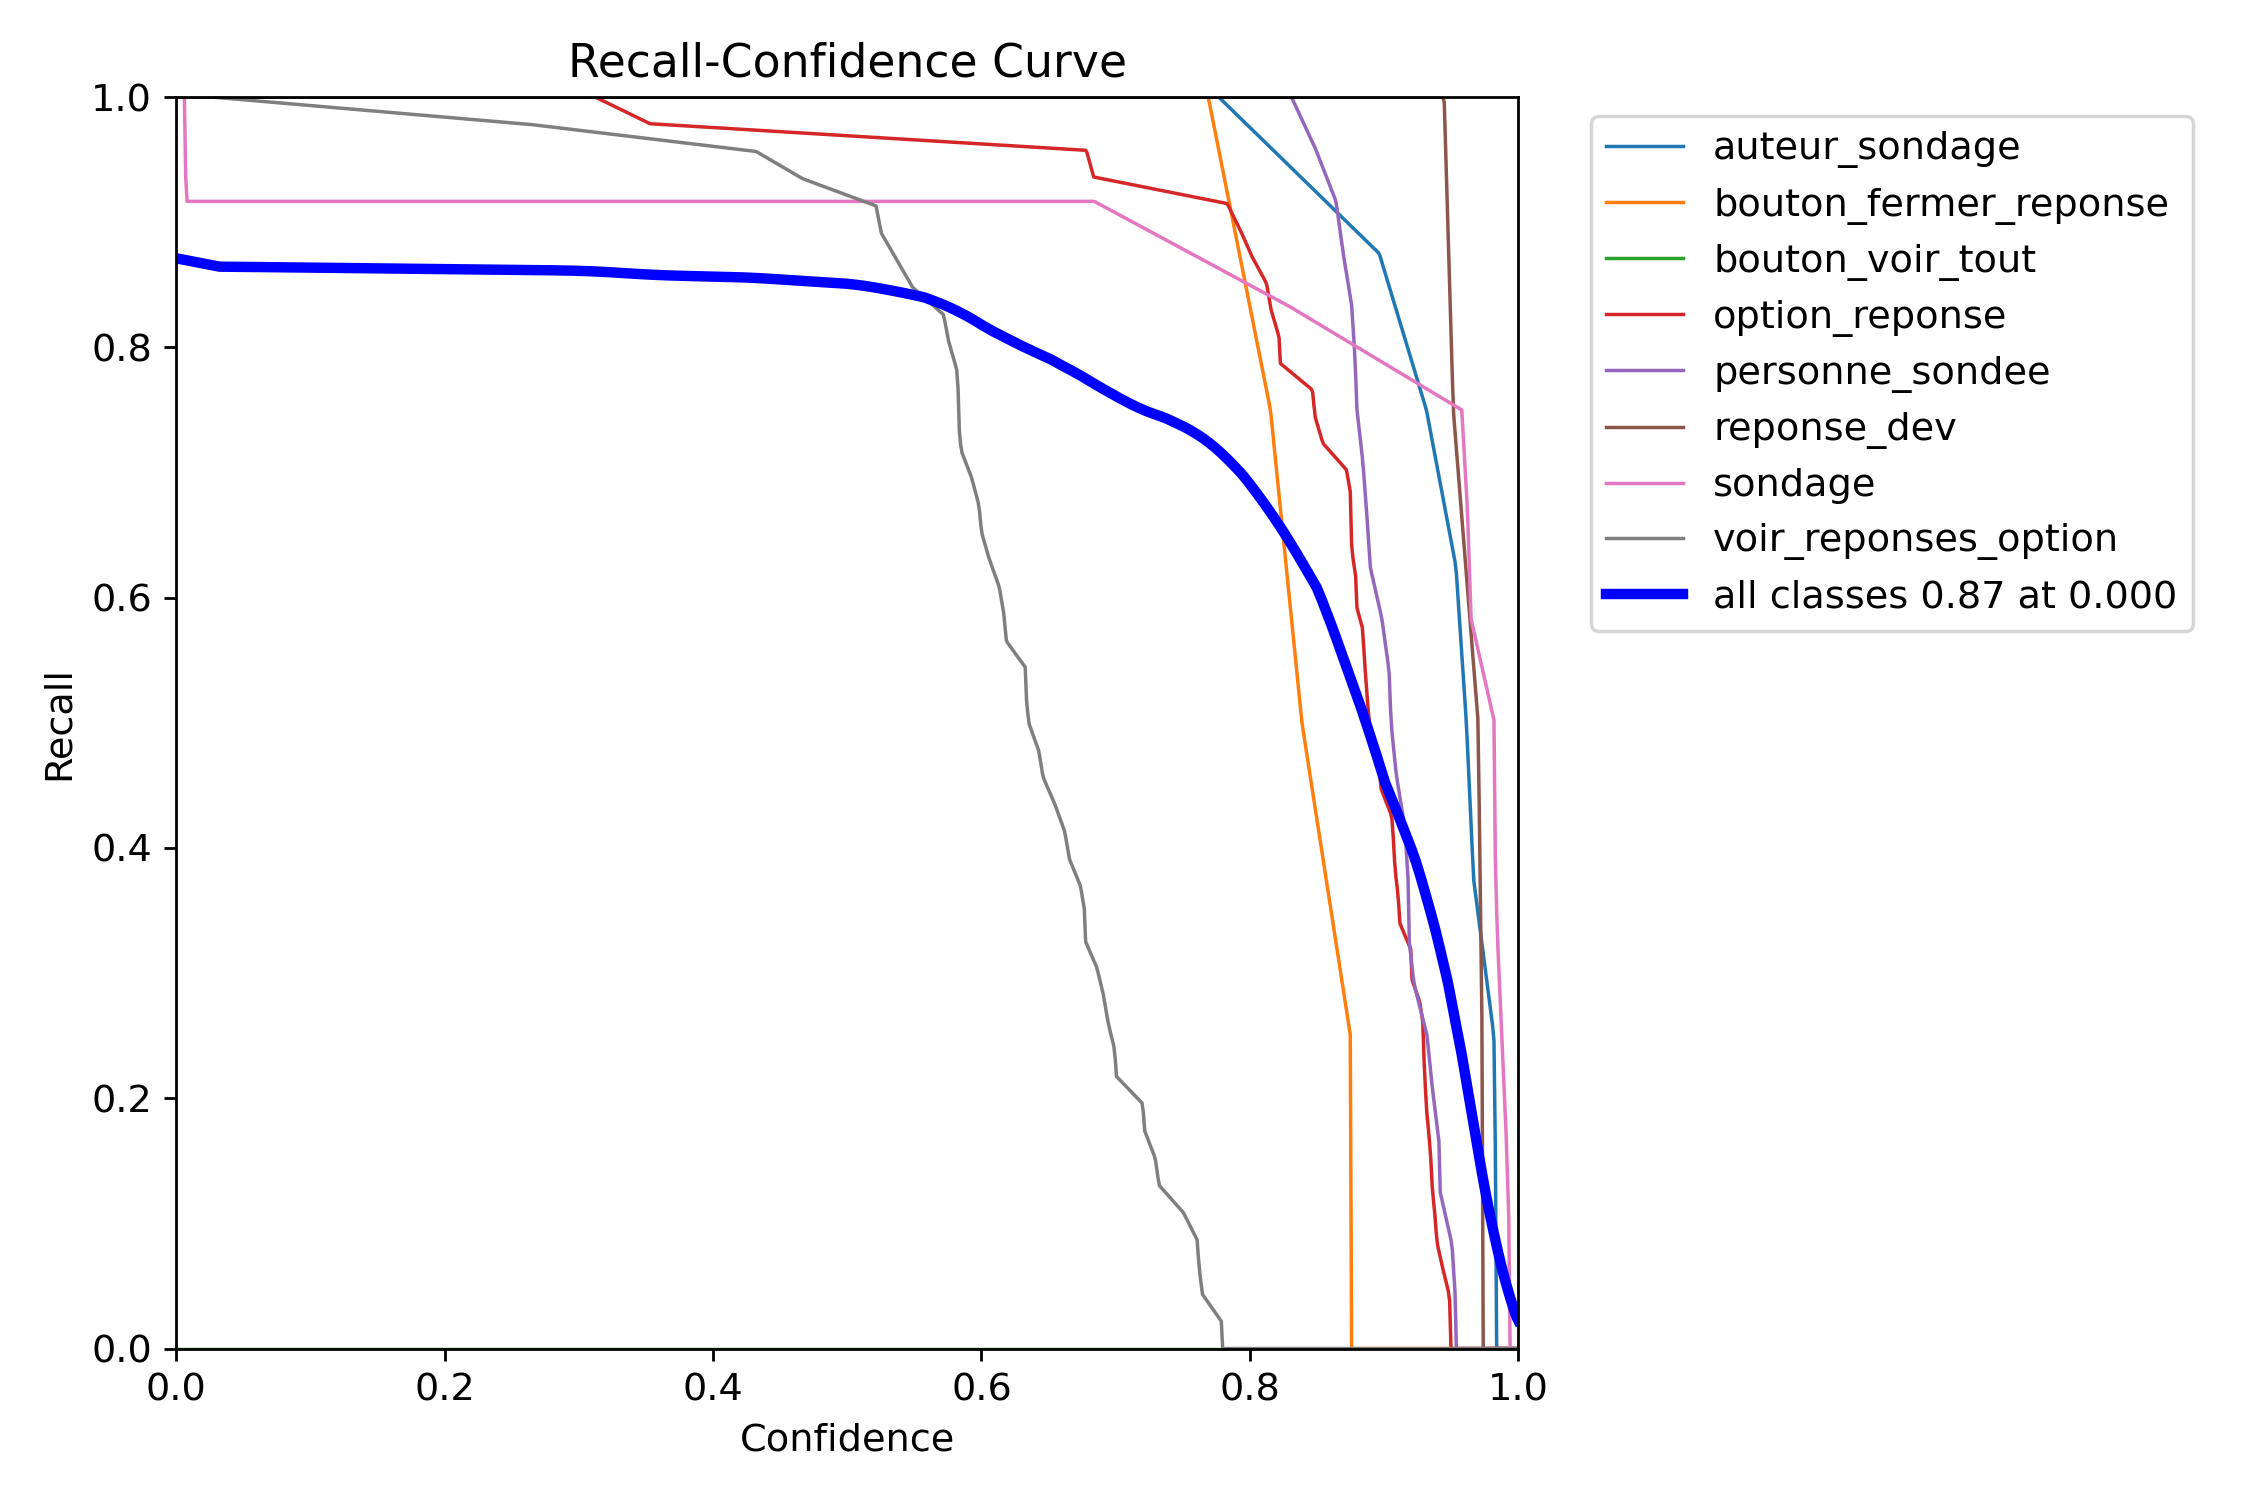 Recall-Confidence Curve
1.0
0.8
0.6
0.4
0.2
0.0
Recall
0.0 0.2 0.4 0.6 0.8 1.0
Confidence
auteur_sondage
bouton_fermer_reponse
bouton_voir_tout
option_reponse
personne_sondee
reponse_dev
sondage
voir_reponses_option
all classes 0.87 at 0.000